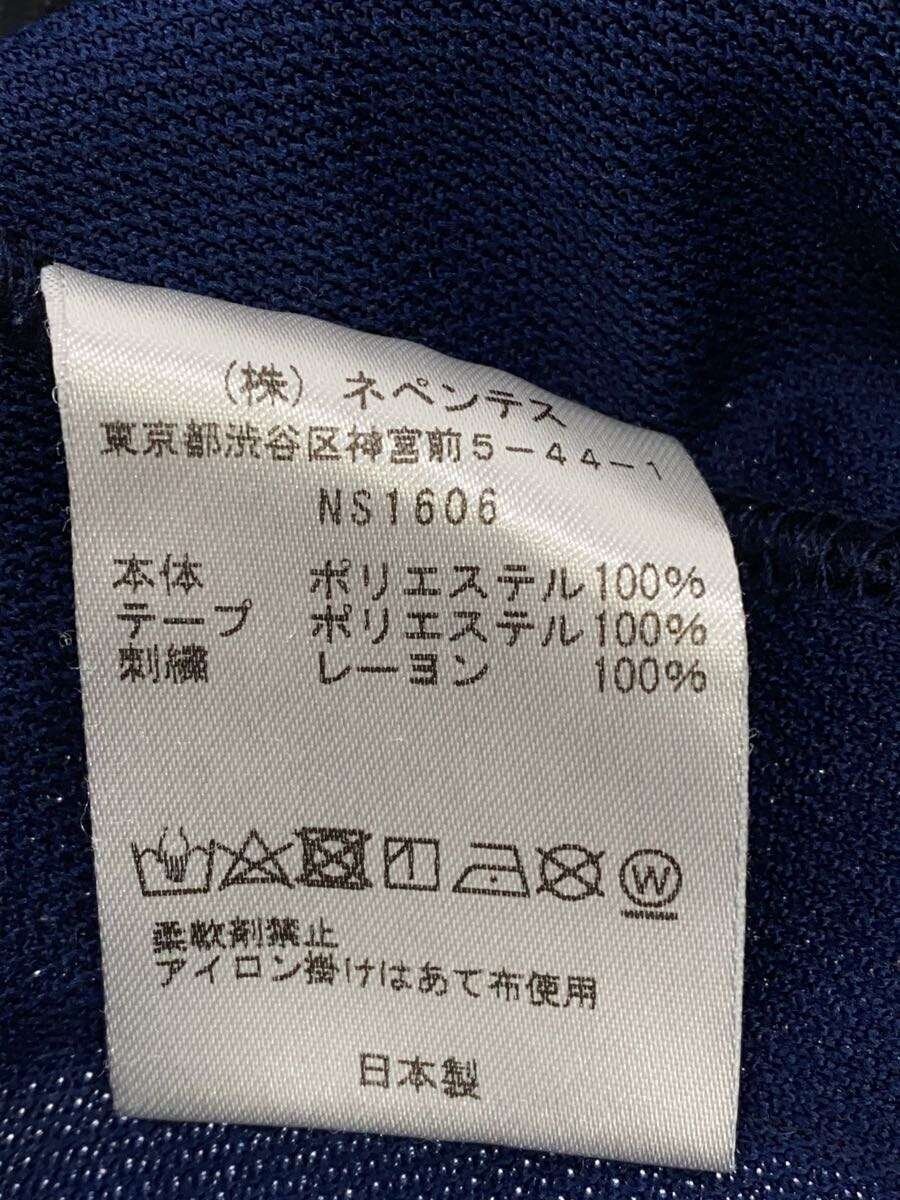 (株) ネペンテス
東京都渋谷区神宮前5-44-1
NS1606
本体 ポリエステル100%
テープ ポリエステル100%
刺繍 レーヨン 100%
W
柔軟剤禁止
アイロン掛けはあて布使用
日本製